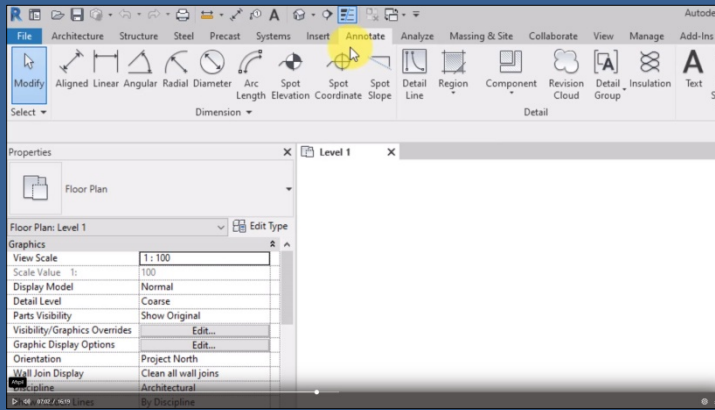 Autode
File Architecture Structure Steel Precast Systems Insert Annotate Analyze Massing & Site Collaborate View Manage Add-Ins
Modify Aligned Linear Angular Radial Diameter Arc Length Spot Elevation Spot Coordinate Spot Slope Detail Line Region Component Revision Cloud Detail Group Insulation Text
Select Dimension Detail
Properties Level 1
Floor Plan
Floor Plan: Level 1 Edit Type
Graphics
View Scale 1 : 100
Scale Value 1: 100
Display Model Normal
Detail Level Coarse
Parts Visibility Show Original
Visibility/Graphics Overrides Edit...
Graphic Display Options Edit...
Orientation Project North
Wall Join Display Clean all wall joins
Discipline Architectural
Lines By Discipline